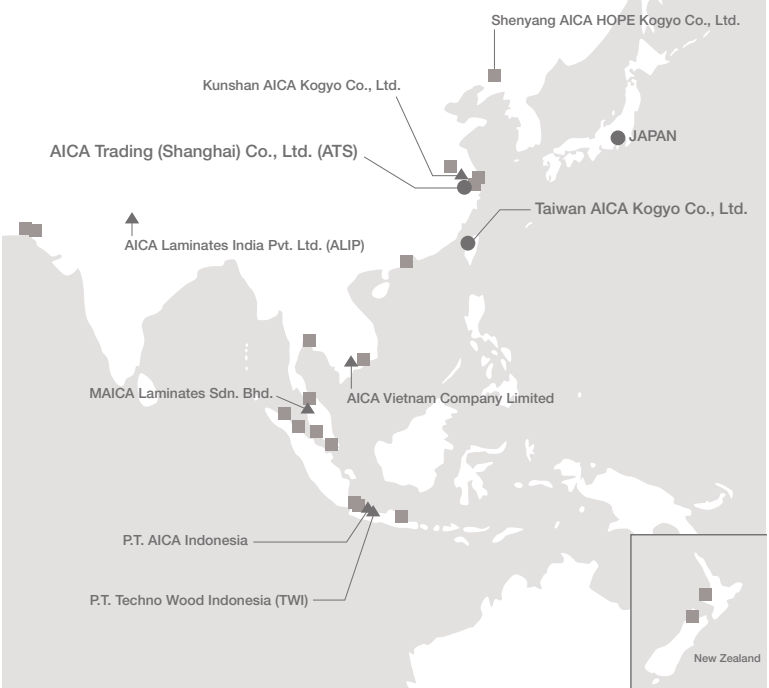 Shenyang AICA HOPE Kogyo Co., Ltd.
Kunshan AICA Kogyo Co., Ltd.
JAPAN
AICA Trading (Shanghai) Co., Ltd. (ATS)
Taiwan AICA Kogyo Co., Ltd.
AICA Laminates India Pvt. Ltd. (ALIP)
MAICA Laminates Sdn. Bhd.
AICA Vietnam Company Limited
P.T. AICA Indonesia
P.T. Techno Wood Indonesia (TWI)
New Zealand